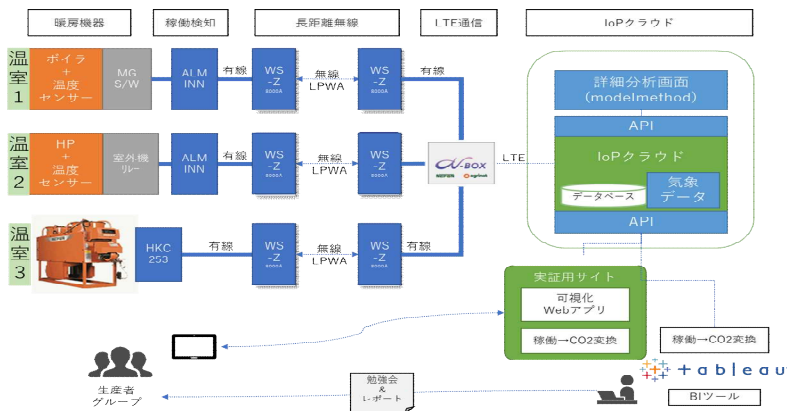 暖房機器
稼働検知
長距離無線
LTE通信
IoPクラウド
温室1
ボイラ
+
温度
センサー
MG
S/W
ALM
INN
有線
WS
-Z
8000A
無線
LPWA
WS
-Z
8000A
有線
温室2
HP
+
温度
センサー
室外機
リレー
ALM
INN
有線
WS
-Z
8000A
無線
LPWA
WS
-Z
8000A
温室3
HKC
253
有線
WS
-Z
8000A
無線
LPWA
WS
-Z
8000A
有線
-BOX
LTE
詳細分析画面
(modelmethod)
API
IoPクラウド
データベース
気象
データ
API
実証用サイト
可視化
Webアプリ
稼働→CO2変換
稼働→CO2変換
+ableau
BIツール
生産者
グループ
勉強会
&
レポート